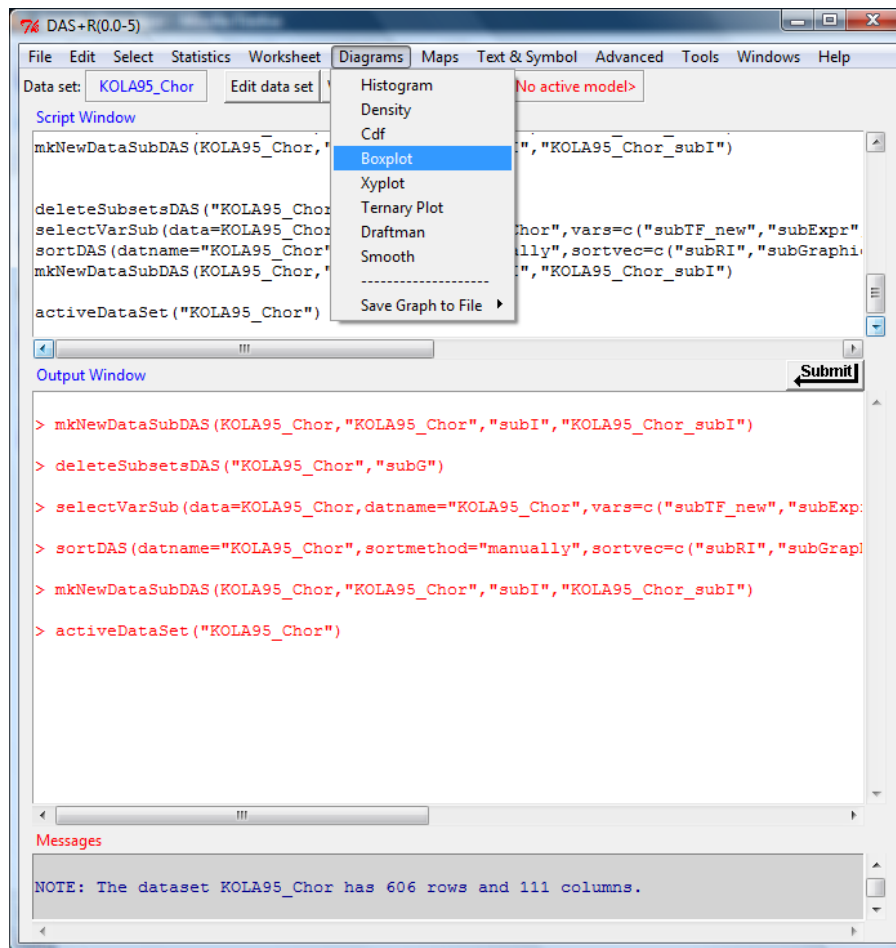 DAS+R(0.0-5)
File Edit Select Statistics Worksheet Diagrams Maps Text & Symbol Advanced Tools Windows Help
Data set: KOLA95_Chor Edit data set No active model>
Histogram
Density
Cdf
Boxplot
Xyplot
Ternary Plot
Draftman
Smooth
--------------------
Save Graph to File
Script Window
mkNewDataSubDAS(KOLA95_Chor,"KOLA95_Chor_subI")
deleteSubsetsDAS("KOLA95_Chor
selectVarSub(data=KOLA95_Chor hor",vars=c("subTF_new","subExpr"
sortDAS(datname="KOLA95_Chor" lly",sortvec=c("subRI","subGraphi
mkNewDataSubDAS(KOLA95_Chor," ","KOLA95_Chor_subI")
activeDataSet("KOLA95_Chor")
Output Window
Submit
> mkNewDataSubDAS(KOLA95_Chor,"KOLA95_Chor","subI","KOLA95_Chor_subI")
> deleteSubsetsDAS("KOLA95_Chor","subG")
> selectVarSub(data=KOLA95_Chor,datname="KOLA95_Chor",vars=c("subTF_new","subExp
> sortDAS(datname="KOLA95_Chor",sortmethod="manually",sortvec=c("subRI","subGrap
> mkNewDataSubDAS(KOLA95_Chor,"KOLA95_Chor","subI","KOLA95_Chor_subI")
> activeDataSet("KOLA95_Chor")
Messages
NOTE: The dataset KOLA95_Chor has 606 rows and 111 columns.